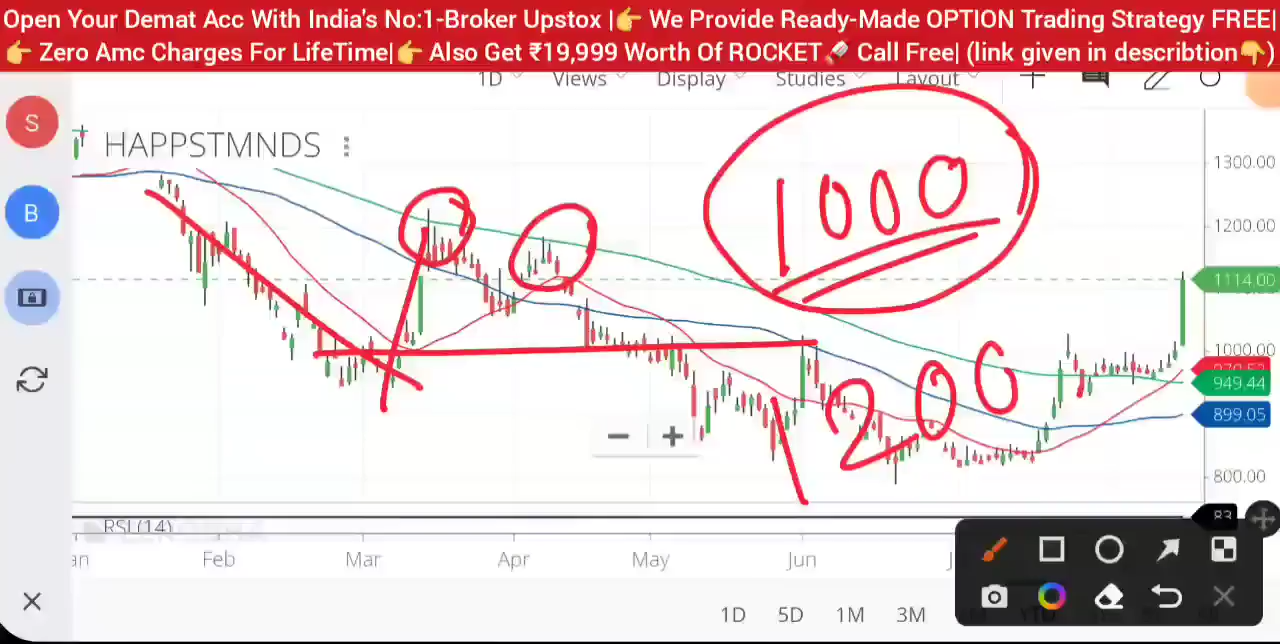 Open Your Demat Acc With India's No:1-Broker Upstox |👉 We Provide Ready-Made OPTION Trading Strategy FREE|
👉 Zero Amc Charges For LifeTime|👉 Also Get ₹19,999 Worth Of ROCKET🚀 Call Free| (link given in describtion👇)
1D Views Display Studies Layout
S
HAPPSTMNDS
1300.00
1000
B
1200.00
1114.00
1000.00
949.44
1200
899.05
800.00
83
RSI(14)
Feb Mar Apr May Jun
1D 5D 1M 3M